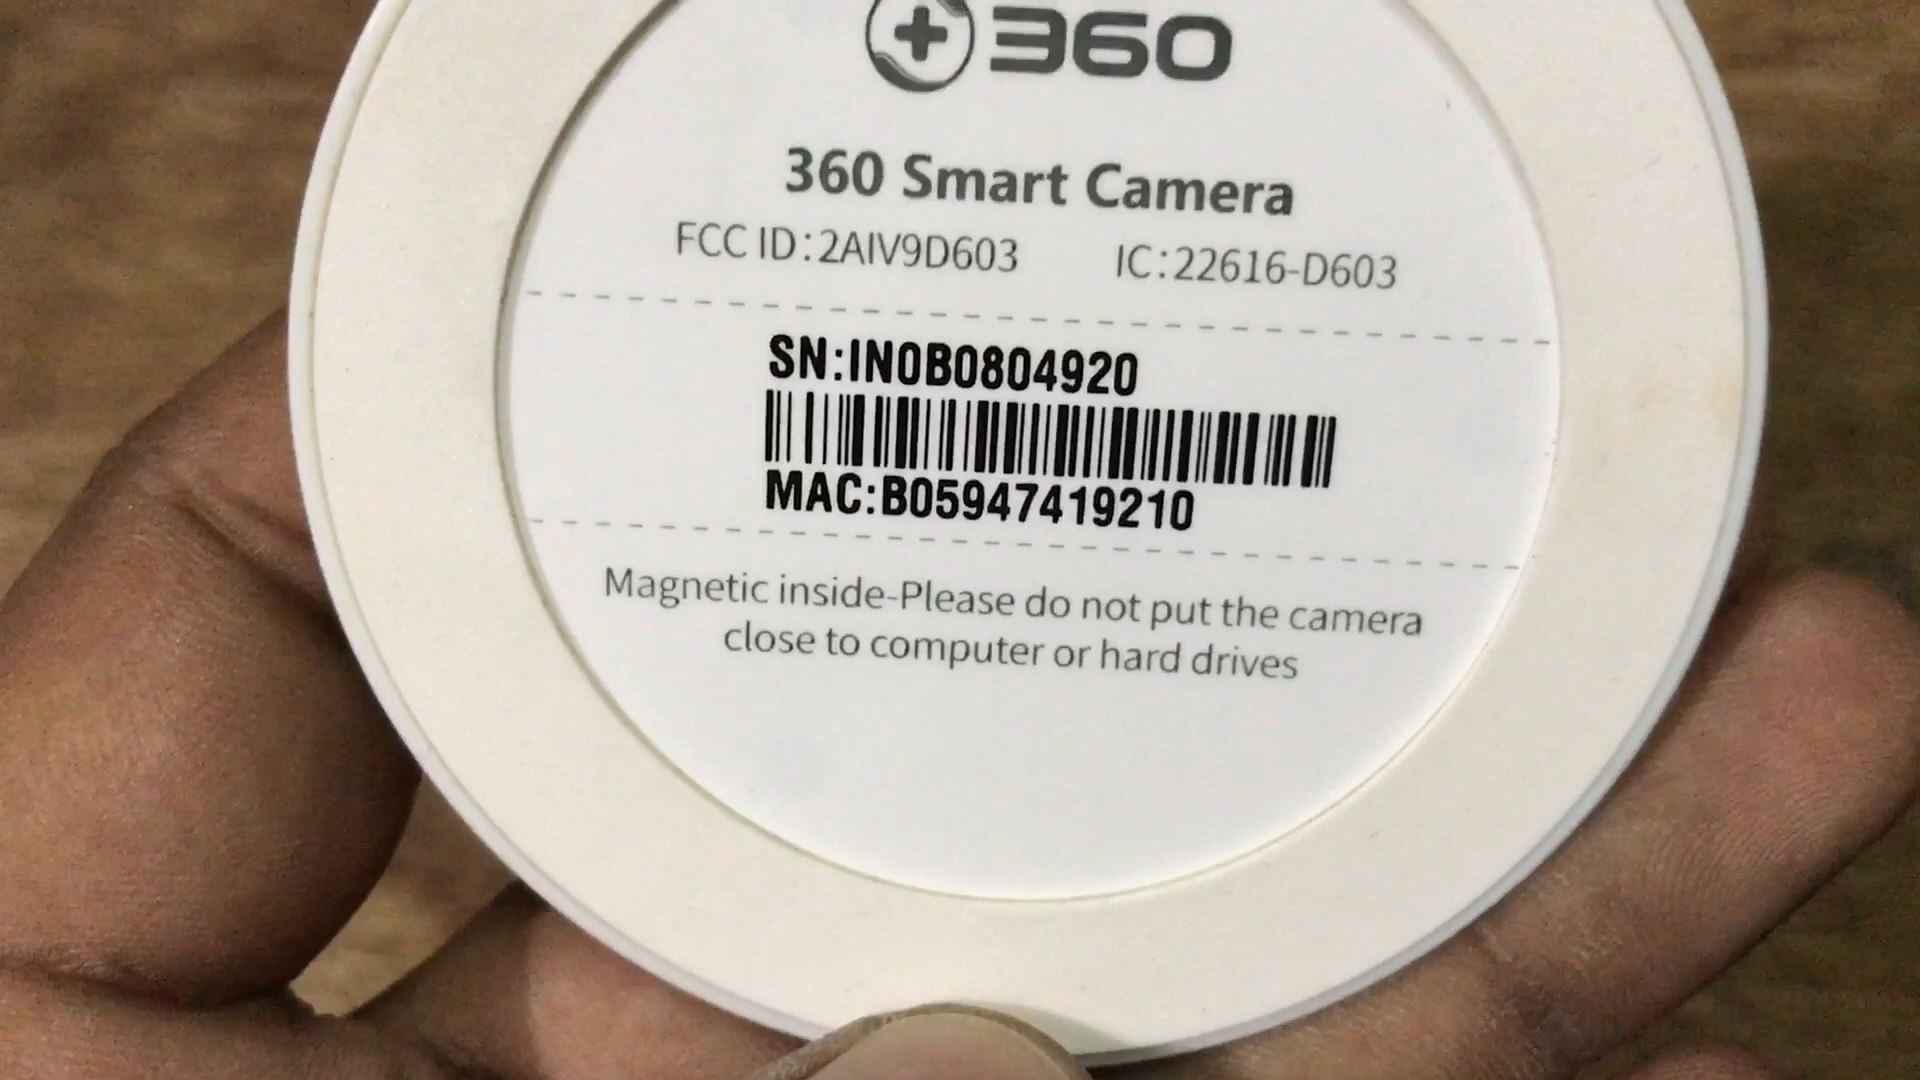 360
360 Smart Camera
FCC ID:2AIV9D603 IC:22616-D603
SN:IN0B0804920
MAC:B05947419210
Magnetic inside-Please do not put the camera
close to computer or hard drives